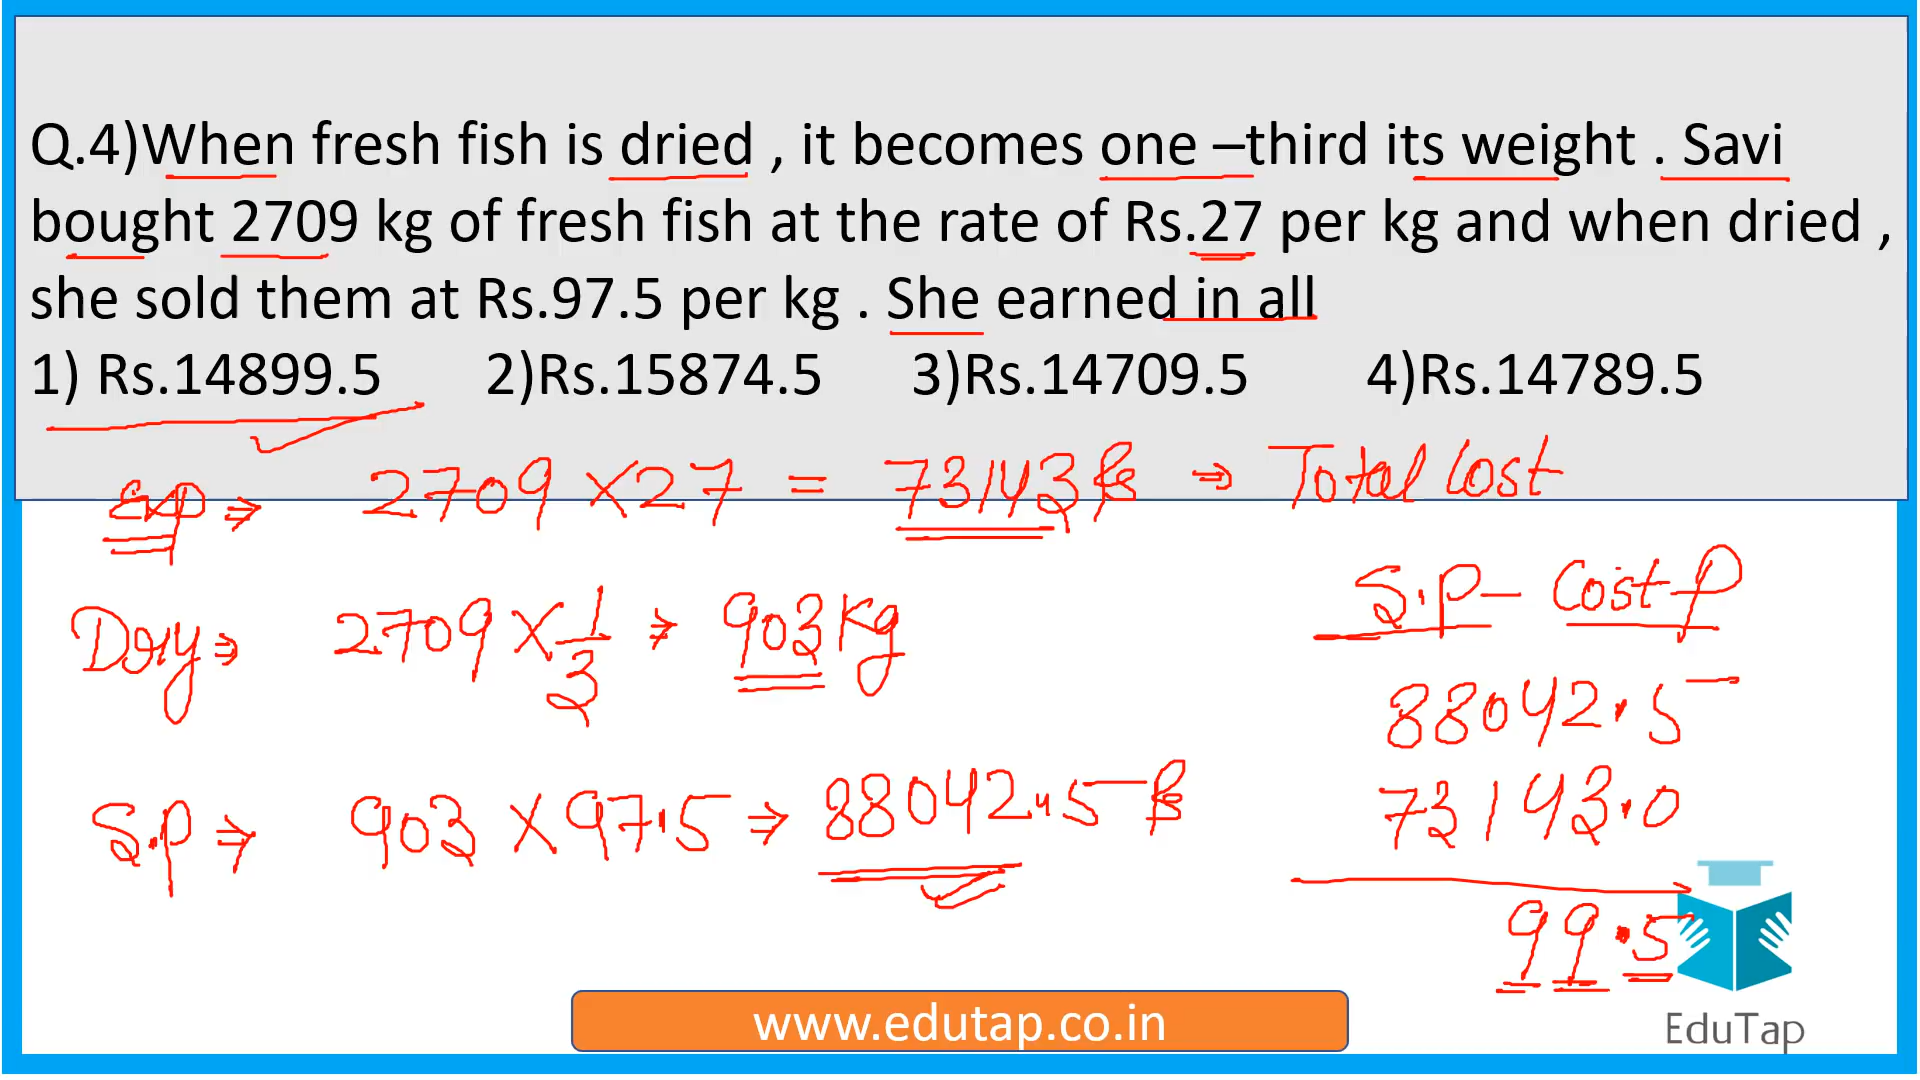 Q.4)When fresh fish is dried , it becomes one –third its weight . Savi
bought 2709 kg of fresh fish at the rate of Rs.27 per kg and when dried ,
she sold them at Rs.97.5 per kg . She earned in all
1) Rs.14899.5 2)Rs.15874.5 3)Rs.14709.5 4)Rs.14789.5
Exp ⇒ 2709 × 27 = 73143 Rs ⇒ Total Cost
S.P – Cost P
Dry ⇒ 2709 × 1/3 ⇒ 903 Kg
88042.5
S.P ⇒ 903 × 97.5 ⇒ 88042.5 Rs
73143.0
99.5
www.edutap.co.in
EduTap